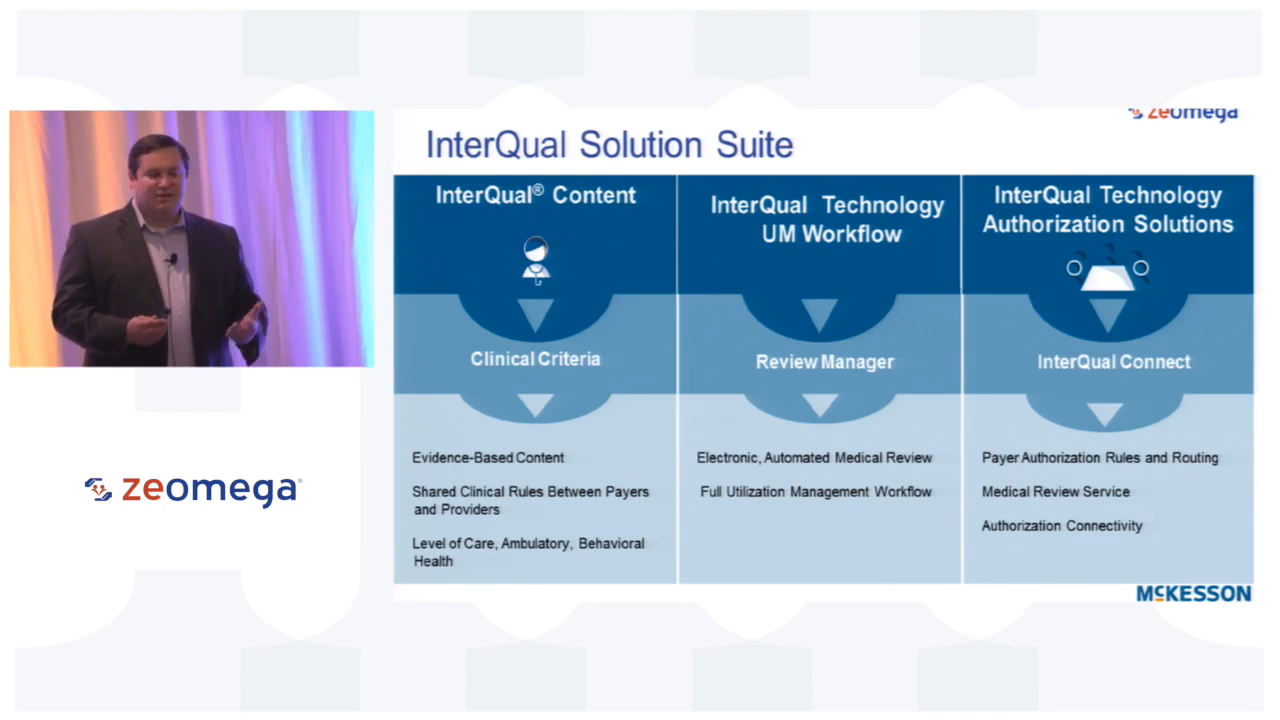 zeomega
InterQual Solution Suite
InterQual® Content
InterQual Technology
UM Workflow
InterQual Technology
Authorization Solutions
Clinical Criteria
Review Manager
InterQual Connect
Evidence-Based Content
Shared Clinical Rules Between Payers
and Providers
Level of Care, Ambulatory, Behavioral
Health
Electronic, Automated Medical Review
Full Utilization Management Workflow
Payer Authorization Rules and Routing
Medical Review Service
Authorization Connectivity
zeomega®
MCKESSON